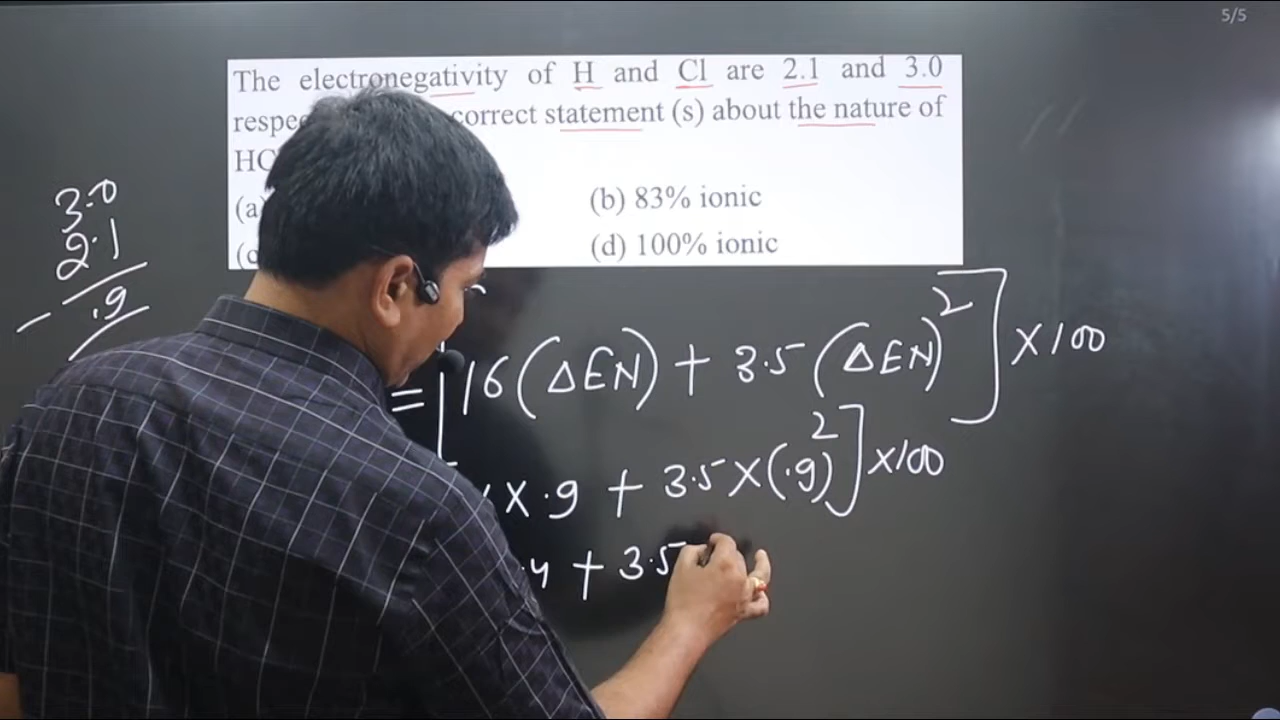 5/5
The electronegativity of H and Cl are 2.1 and 3.0
correct statement (s) about the nature of
(b) 83% ionic
(d) 100% ionic
3.0
2.1
.9
= [16(ΔEN) + 3.5(ΔEN)2] ×100
×.9 + 3.5×(.9)2] ×100
.4 + 3.5